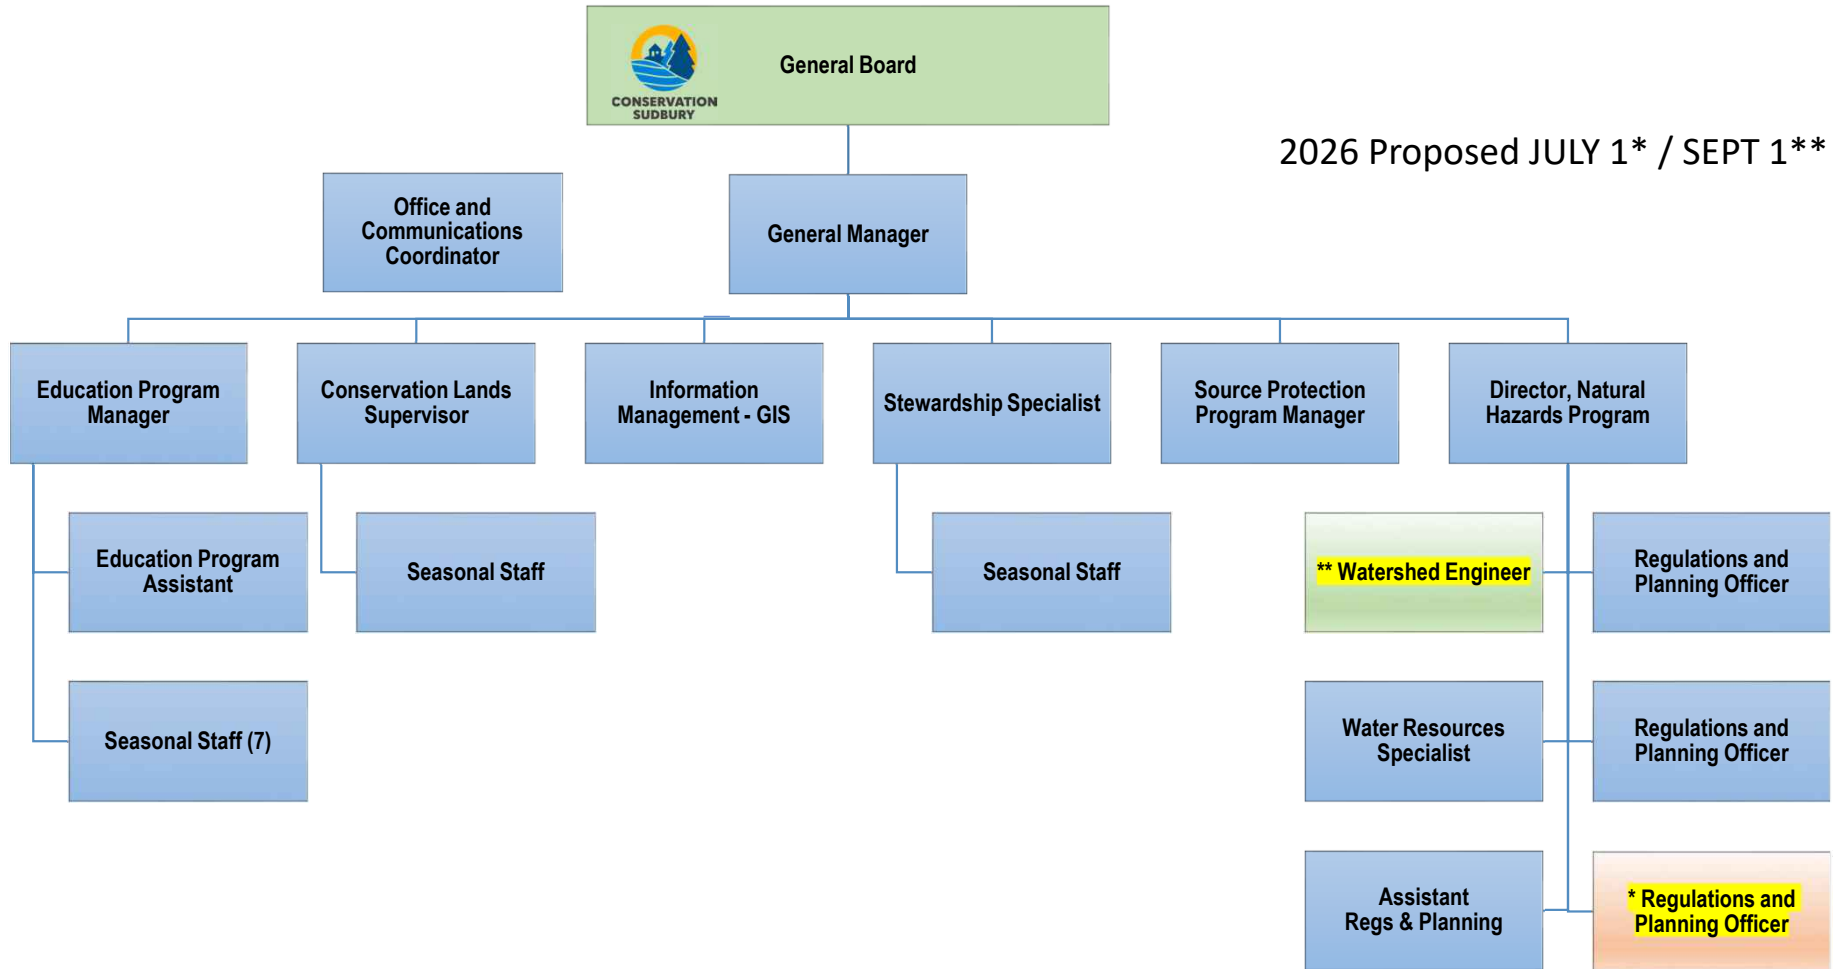 General Board
CONSERVATION
SUDBURY
2026 Proposed JULY 1* / SEPT 1**
Office and
Communications
Coordinator
General Manager
Education Program
Manager
Conservation Lands
Supervisor
Information
Management - GIS
Stewardship Specialist
Source Protection
Program Manager
Director, Natural
Hazards Program
Education Program
Assistant
Seasonal Staff
Seasonal Staff
** Watershed Engineer
Regulations and
Planning Officer
Seasonal Staff (7)
Water Resources
Specialist
Regulations and
Planning Officer
Assistant
Regs & Planning
* Regulations and
Planning Officer